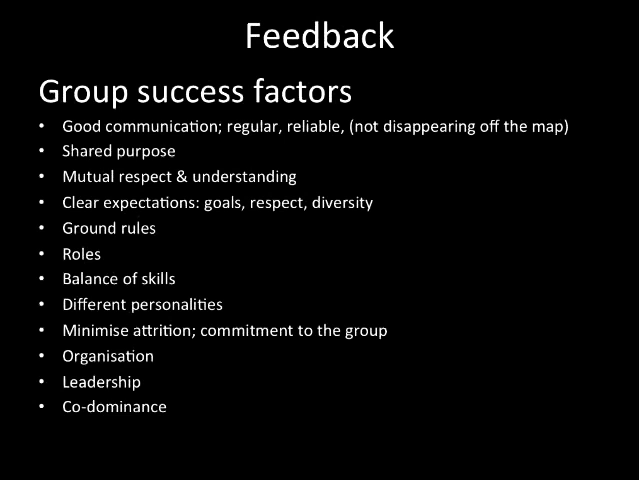 Feedback
Group success factors
• Good communication; regular, reliable, (not disappearing off the map)
• Shared purpose
• Mutual respect & understanding
• Clear expectations: goals, respect, diversity
• Ground rules
• Roles
• Balance of skills
• Different personalities
• Minimise attrition; commitment to the group
• Organisation
• Leadership
• Co-dominance